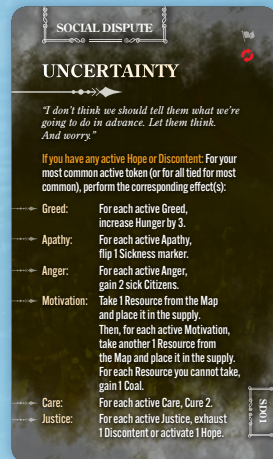 SOCIAL DISPUTE
UNCERTAINTY
"I don't think we should tell them what we're
going to do in advance. Let them think.
And worry."
If you have any active Hope or Discontent: For your
most common active token (or for all tied for most
common), perform the corresponding effect(s):
Greed: For each active Greed,
increase Hunger by 3.
Apathy: For each active Apathy,
flip 1 Sickness marker.
Anger: For each active Anger,
gain 2 sick Citizens.
Motivation: Take 1 Resource from the Map
and place it in the supply.
Then, for each active Motivation,
take another 1 Resource from
the Map and place it in the supply.
For each Resource you cannot take,
gain 1 Coal.
Care: For each active Care, Cure 2.
Justice: For each active Justice, exhaust
1 Discontent or activate 1 Hope.
SD01